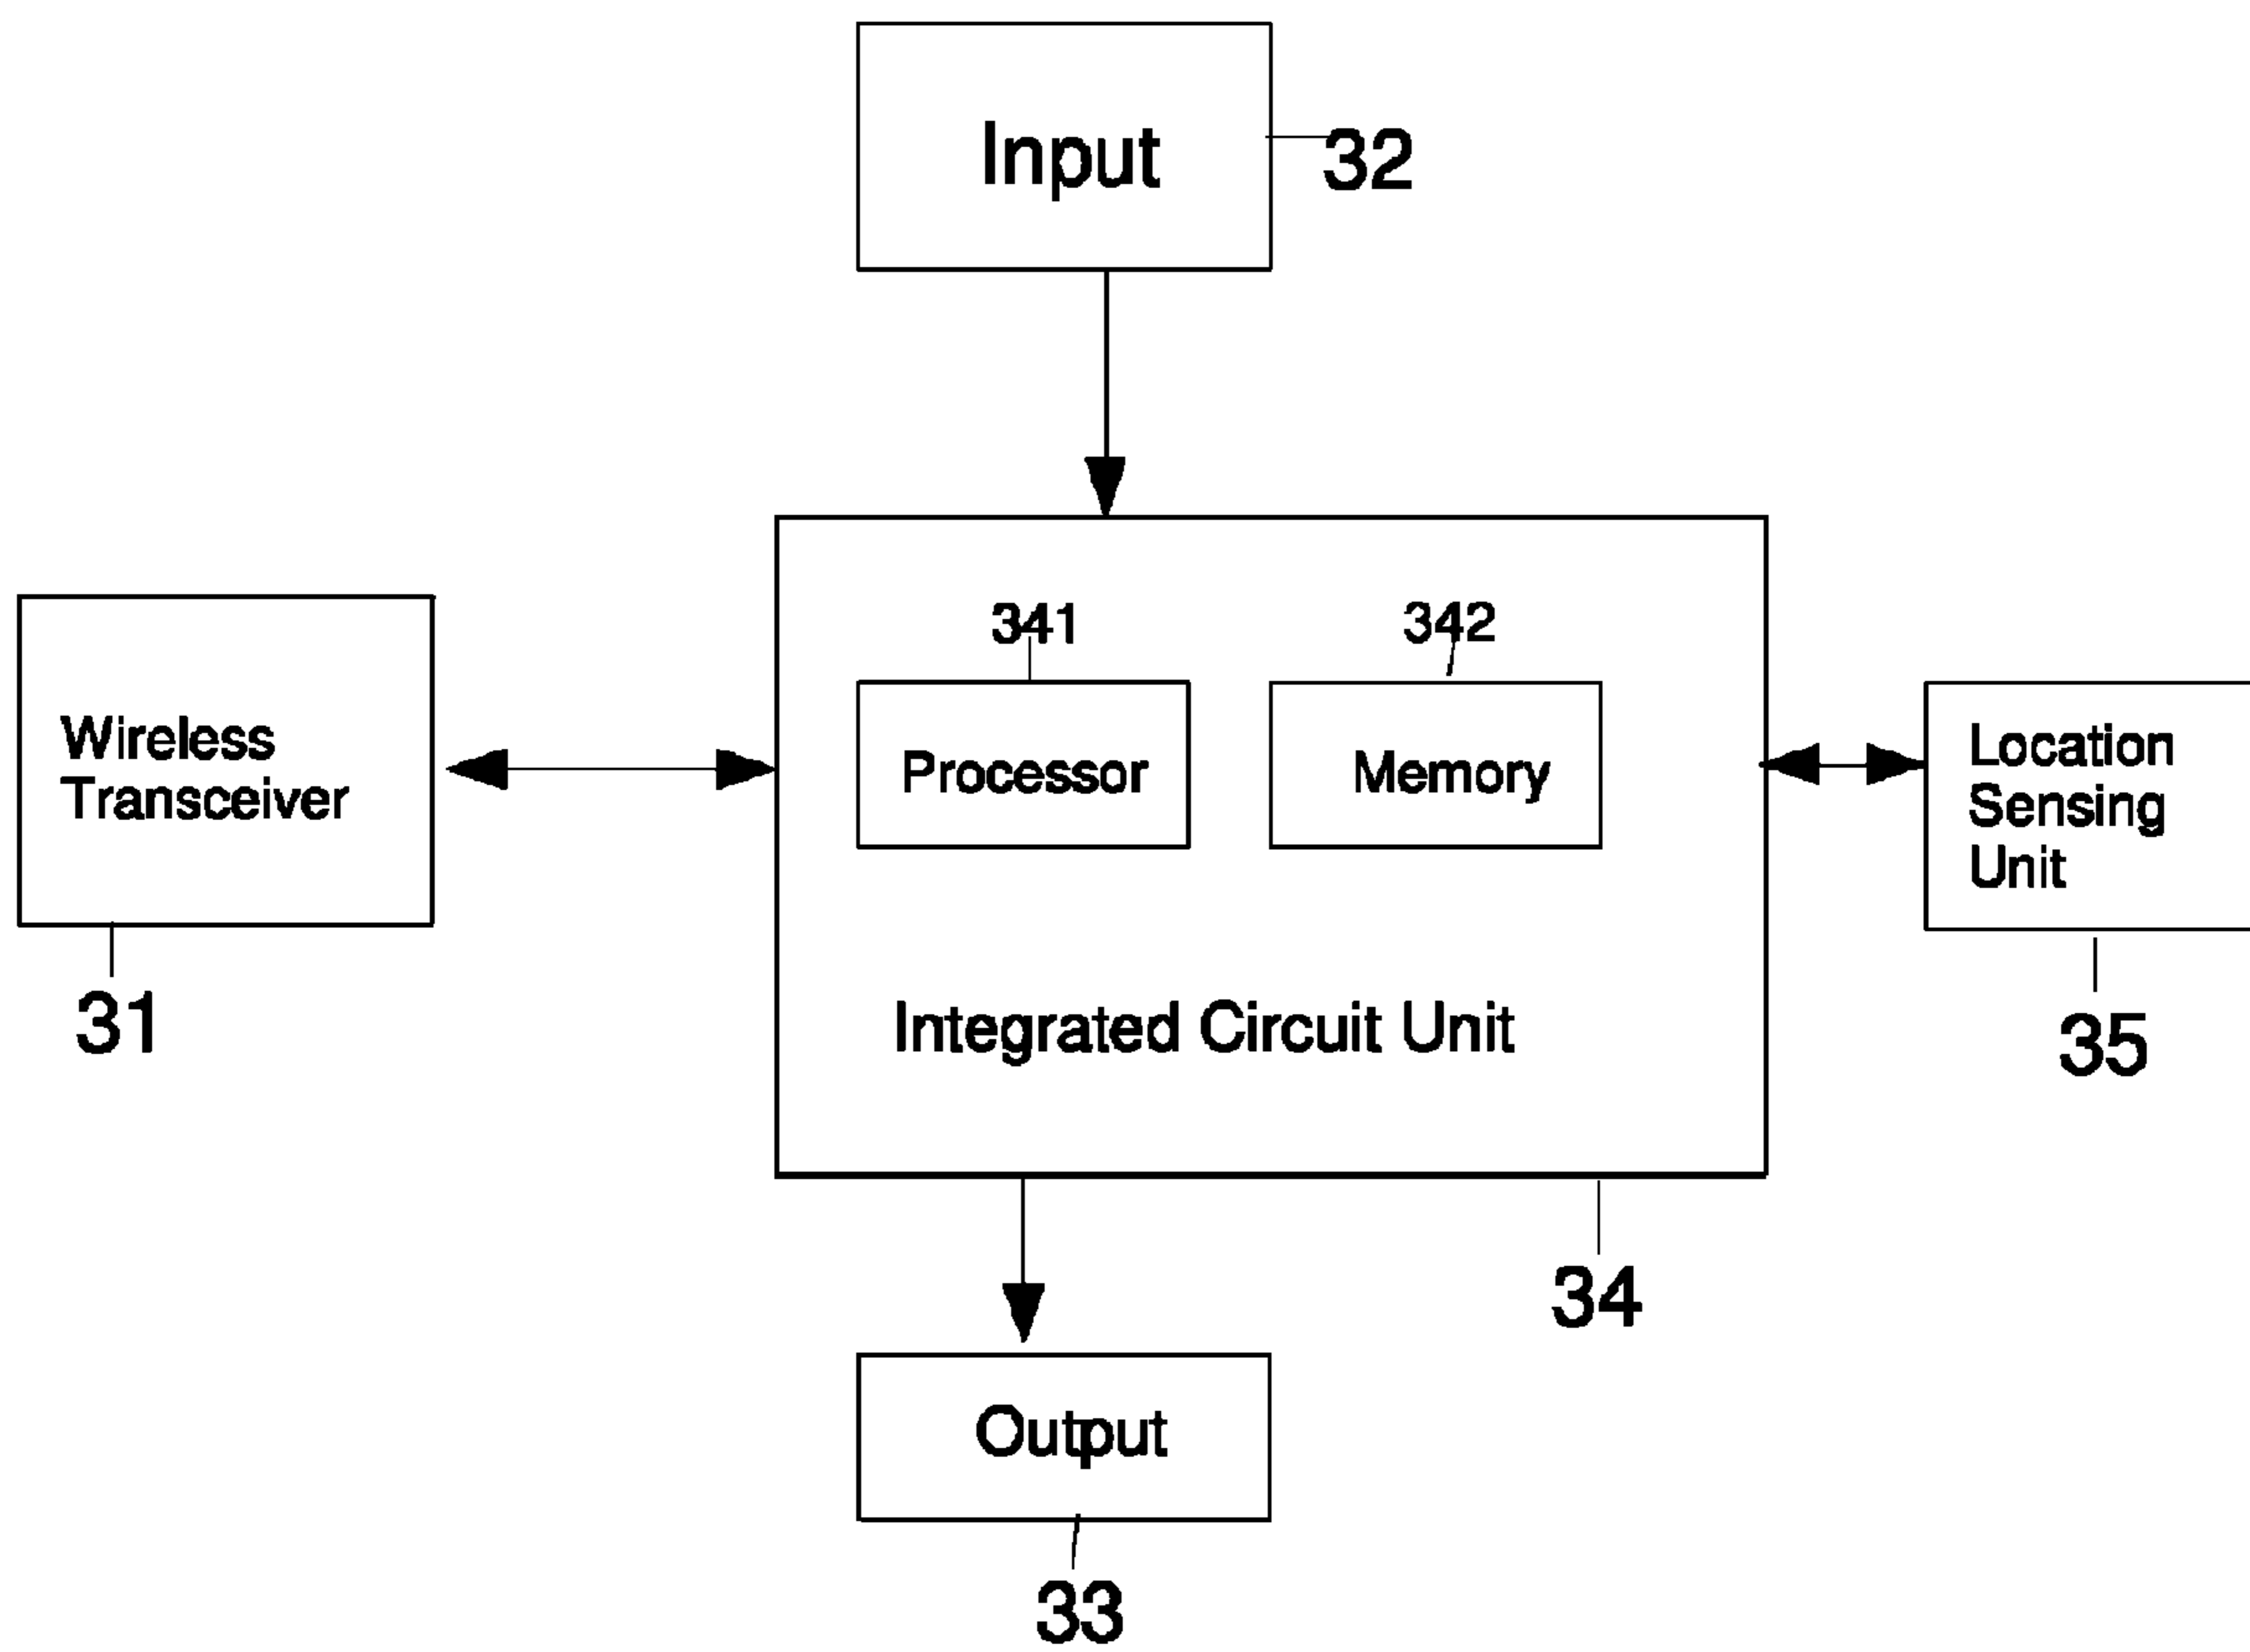 Input
32
341
342
Wireless
Transceiver
Processor
Memory
Location
Sensing
Unit
31
Integrated Circuit Unit
35
34
Output
33